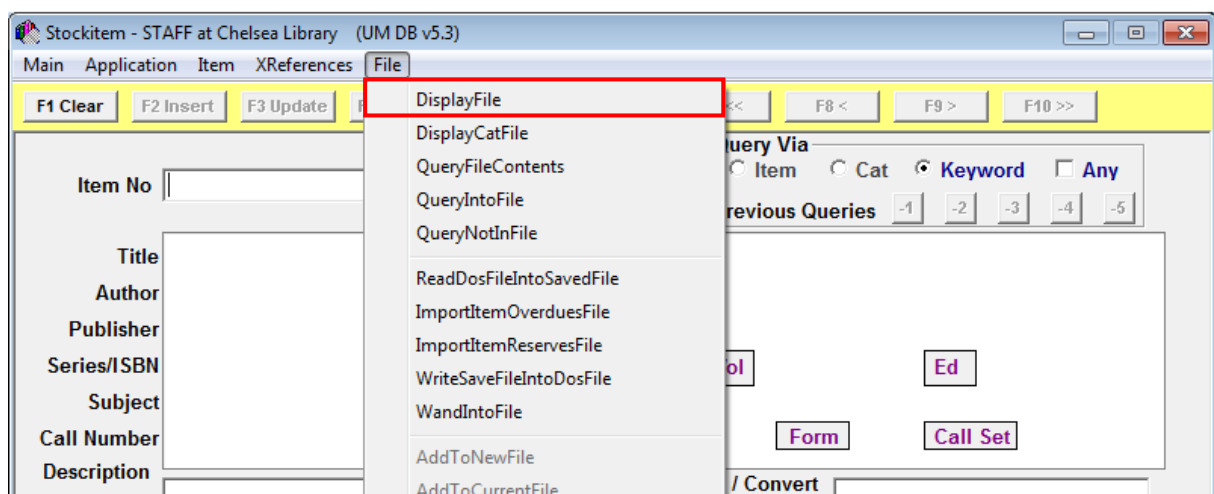 Stockitem - STAFF at Chelsea Library (UM DB v5.3)
Main Application Item XReferences File
F1 Clear F2 Insert F3 Update << F8 < F9 > F10 >>
DisplayFile
DisplayCatFile
QueryFileContents
QueryIntoFile
QueryNotInFile
ReadDosFileIntoSavedFile
ImportItemOverduesFile
ImportItemReservesFile
WriteSaveFileIntoDosFile
WandIntoFile
AddToNewFile
AddToCurrentFile
uery Via
Item No Item Cat Keyword Any
revious Queries -1 -2 -3 -4 -5
Title
Author
Publisher
Series/ISBN ol Ed
Subject
Call Number Form Call Set
Description / Convert